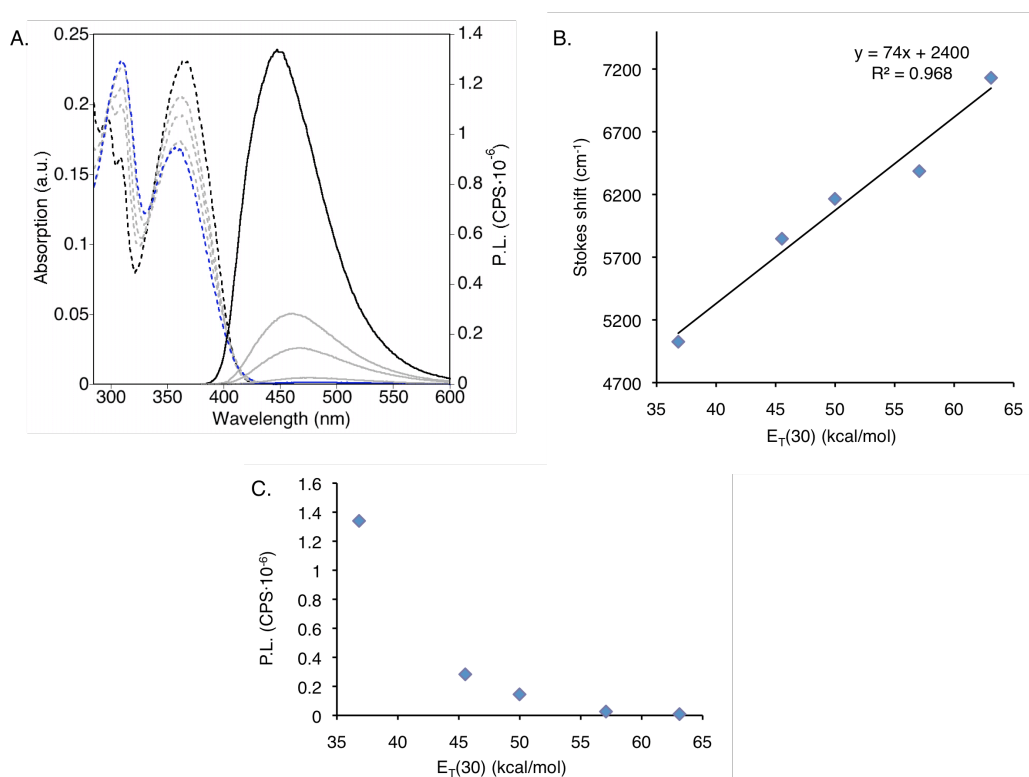 A.
0.25
0.2
0.15
0.1
0.05
0
Absorption (a.u.)
300 350 400 450 500 550 600
Wavelength (nm)
1.4
1.2
1
0.8
0.6
0.4
0.2
0
P.L. (CPS·10⁻⁶)
B.
y = 74x + 2400
R² = 0.968
7200
6700
6200
5700
5200
4700
Stokes shift (cm⁻¹)
35 40 45 50 55 60 65
E_T(30) (kcal/mol)
C.
1.6
1.4
1.2
1
0.8
0.6
0.4
0.2
0
P.L. (CPS·10⁻⁶)
35 40 45 50 55 60 65
E_T(30) (kcal/mol)